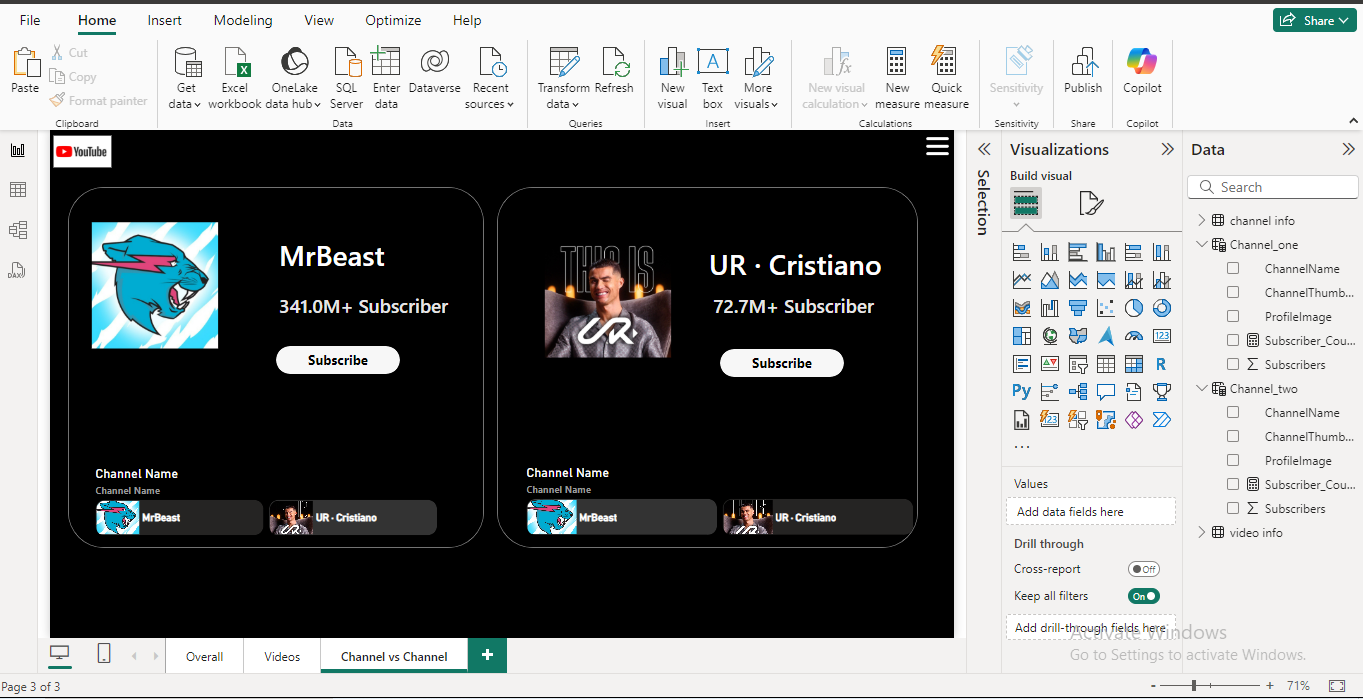 File Home Insert Modeling View Optimize Help Share
Paste Cut Copy Format painter
Get data Excel workbook OneLake data hub SQL Server Enter data Dataverse Recent sources
Transform data Refresh
New visual Text box More visuals
New visual calculation New measure Quick measure
Sensitivity Publish Copilot
Clipboard Data Queries Insert Calculations Sensitivity Share Copilot
YouTube
MrBeast
341.0M+ Subscriber
Subscribe
Channel Name
Channel Name
MrBeast UR · Cristiano
THIS IS
UR
UR · Cristiano
72.7M+ Subscriber
Subscribe
Channel Name
Channel Name
MrBeast UR · Cristiano
Selection
Visualizations
Build visual
123
R
Py
123
...
Values
Add data fields here
Drill through
Cross-report Off
Keep all filters On
Add drill-through fields here
Data
Search
channel info
Channel_one
ChannelName
ChannelThumb...
ProfileImage
Subscriber_Cou...
Subscribers
Channel_two
ChannelName
ChannelThumb...
ProfileImage
Subscriber_Cou...
Subscribers
video info
Activate Windows
Go to Settings to activate Windows.
Overall Videos Channel vs Channel +
Page 3 of 3
- + 71%